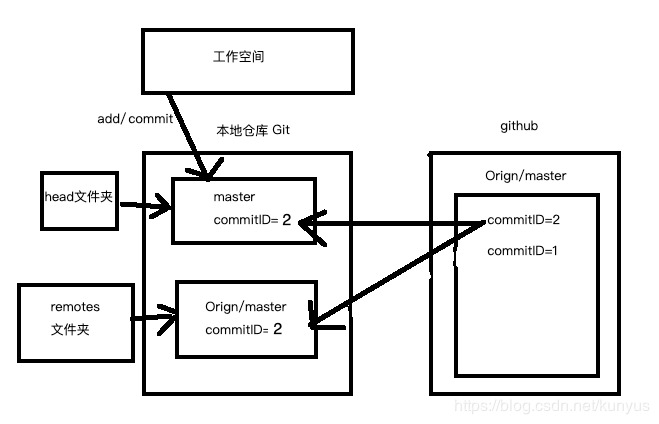 工作空间
add/commit
本地仓库 Git
github
head文件夹
master
commitID= 2
Orign/master
commitID=2
commitID=1
remotes
文件夹
Orign/master
commitID= 2
https://blog.csdn.net/kunyus